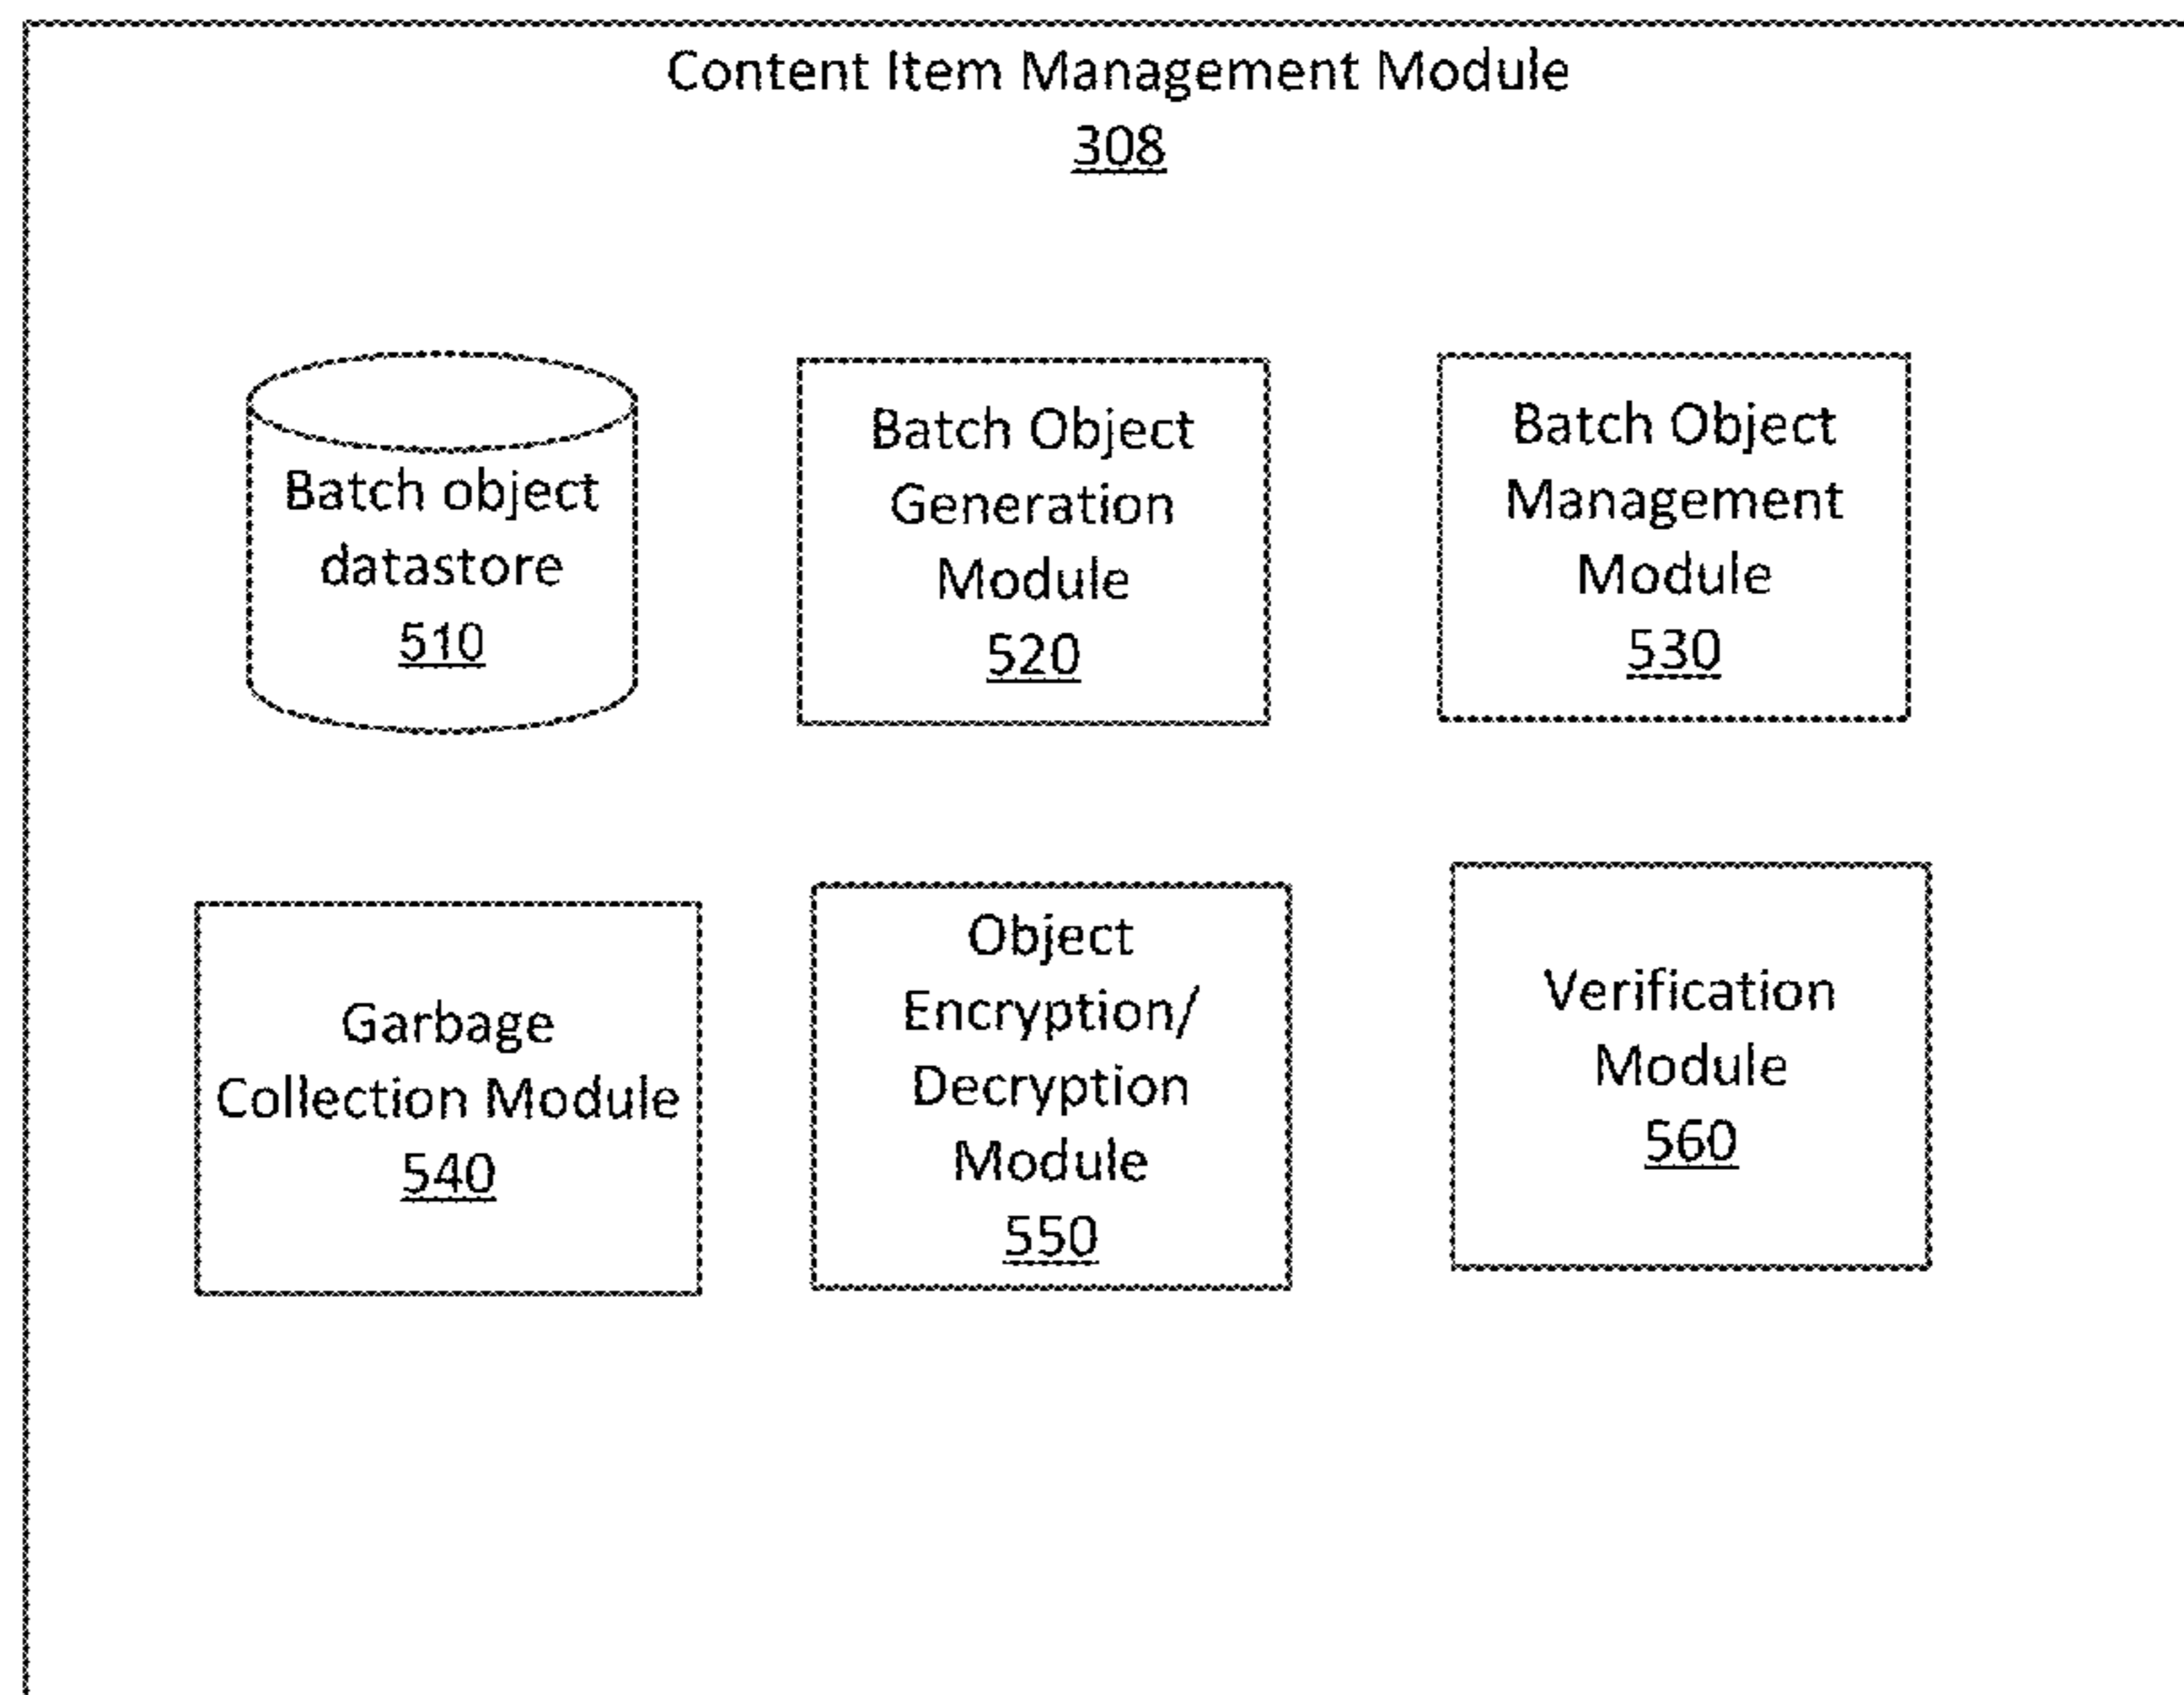 Content Item Management Module
308
Batch object
datastore
510
Batch Object
Generation
Module
520
Batch Object
Management
Module
530
Garbage
Collection Module
540
Object
Encryption/
Decryption
Module
550
Verification
Module
560